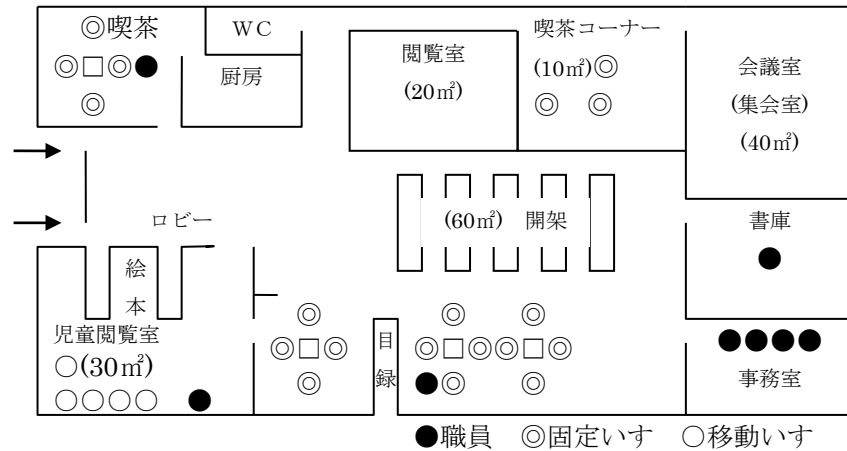 ◎喫茶
WC
厨房
閲覧室
(20㎡)
喫茶コーナー
(10㎡)
会議室
(集会室)
(40㎡)
ロビー
(60㎡) 開架
書庫
絵本
児童閲覧室
(30㎡)
目録
事務室
●職員 ◎固定いす ○移動いす